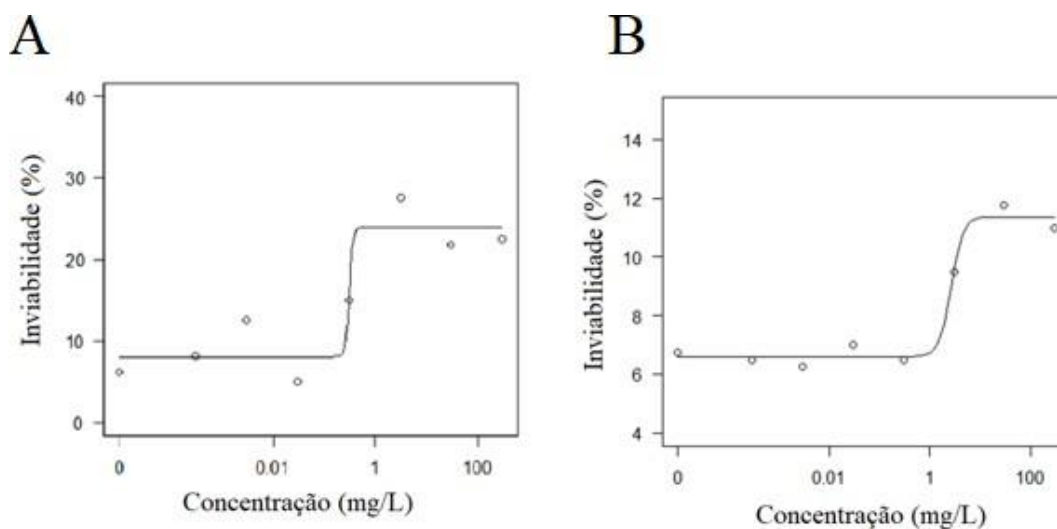 A
40
30
20
10
0
Inviabilidade (%)
0 0.01 1 100
Concentração (mg/L)
B
14
12
10
8
6
4
Inviabilidade (%)
0 0.01 1 100
Concentração (mg/L)